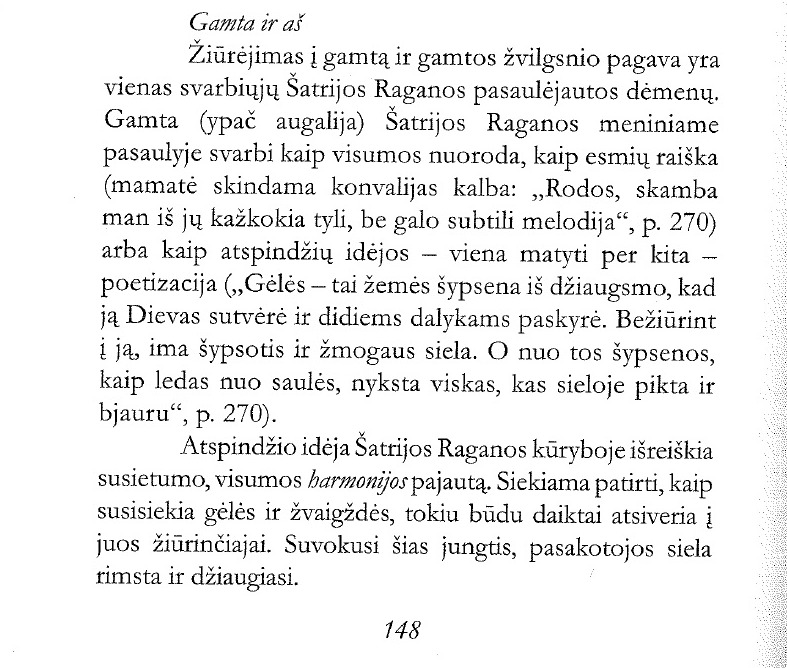 Gamta ir aš
Žiūrėjimas į gamtą ir gamtos žvilgsnio pagava yra
vienas svarbiųjų Šatrijos Raganos pasaulėjautos dėmenų.
Gamta (ypač augalija) Šatrijos Raganos meniniame
pasaulyje svarbi kaip visumos nuoroda, kaip esmių raiška
(mamatė skindama konvalijas kalba: „Rodos, skamba
man iš jų kažkokia tyli, be galo subtili melodija“, p. 270)
arba kaip atspindžių idėjos – viena matyti per kita –
poetizacija („Gėlės – tai žemės šypsena iš džiaugsmo, kad
ją Dievas sutvėrė ir didiems dalykams paskyrė. Bežiūrint
į ją, ima šypsotis ir žmogaus siela. O nuo tos šypsenos,
kaip ledas nuo saulės, nyksta viskas, kas sieloje pikta ir
bjauru“, p. 270).
Atspindžio idėja Šatrijos Raganos kūryboje išreiškia
susietumo, visumos harmonijos pajautą. Siekiama patirti, kaip
susisiekia gėlės ir žvaigždės, tokiu būdu daiktai atsiveria į
juos žiūrinčiajai. Suvokusi šias jungtis, pasakotojos siela
rimsta ir džiaugiasi.
148